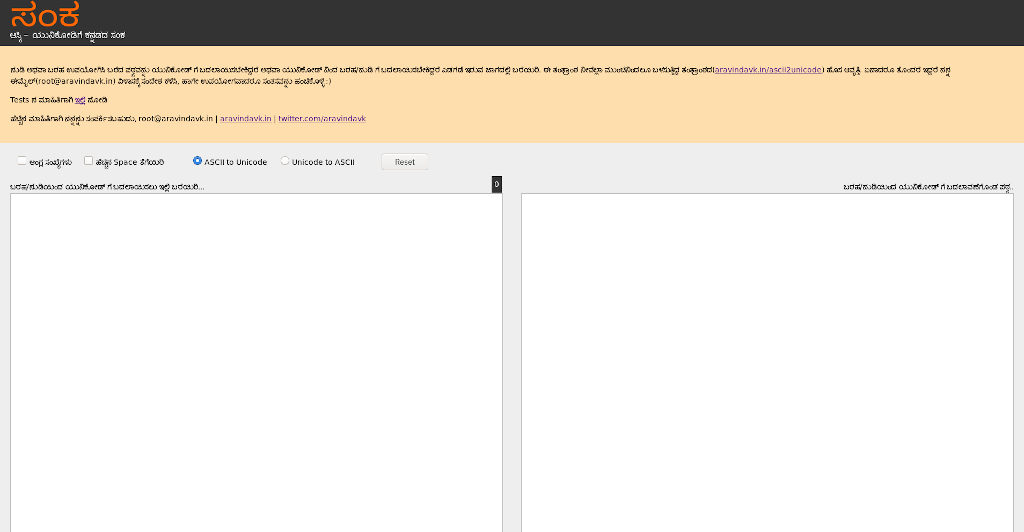 ಸಂಕ
ಆಸ್ಕಿ – ಯುನಿಕೋಡಿಗೆ ಕನ್ನಡದ ಸಂಕ
ನುಡಿ ಅಥವಾ ಬರಹ ಉಪಯೋಗಿಸಿ ಬರೆದ ಪಠ್ಯವನ್ನು ಯುನಿಕೋಡ್ ಗೆ ಬದಲಾಯಿಸಬೇಕಿದ್ದರೆ ಅಥವಾ ಯುನಿಕೋಡ್ ನಿಂದ ಬರಹ/ನುಡಿ ಗೆ ಬದಲಾಯಿಸಬೇಕಿದ್ದರೆ ಎಡಗಡೆ ಇರುವ ಜಾಗದಲ್ಲಿ ಬರೆಯಿರಿ. ಈ ತಂತ್ರಾಂಶ ನೀವೆಲ್ಲಾ ಮುಂಚಿನಿಂದಲೂ ಬಳಸುತ್ತಿದ್ದ ತಂತ್ರಾಂಶದ(aravindavk.in/ascii2unicode) ಹೊಸ ಆವೃತ್ತಿ. ಏನಾದರೂ ತೊಂದರೆ ಇದ್ದರೆ ನನ್ನ
ಈಮೈಲ್(root@aravindavk.in) ವಿಳಾಸಕ್ಕೆ ಸಂದೇಶ ಕಳಿಸಿ, ಹಾಗೇ ಉಪಯೋಗವಾದರೂ ಸಂತಸವನ್ನು ಹಂಚಿಕೊಳ್ಳಿ :)
Tests ನ ಮಾಹಿತಿಗಾಗಿ ಇಲ್ಲಿ ನೋಡಿ
ಹೆಚ್ಚಿನ ಮಾಹಿತಿಗಾಗಿ ನನ್ನನ್ನು ಸಂಪರ್ಕಿಸಬಹುದು, root@aravindavk.in | aravindavk.in | twitter.com/aravindavk
ಆಂಗ್ಲ ಸಂಖ್ಯೆಗಳು ಹೆಚ್ಚಿನ Space ತೆಗೆಯಿರಿ ASCII to Unicode Unicode to ASCII Reset
ಬರಹ/ನುಡಿಯಿಂದ ಯುನಿಕೋಡ್ ಗೆ ಬದಲಾಯಿಸಲು ಇಲ್ಲಿ ಬರೆಯಿರಿ... 0
ಬರಹ/ನುಡಿಯಿಂದ ಯುನಿಕೋಡ್ ಗೆ ಬದಲಾವಣೆಗೊಂಡ ಪಠ್ಯ..